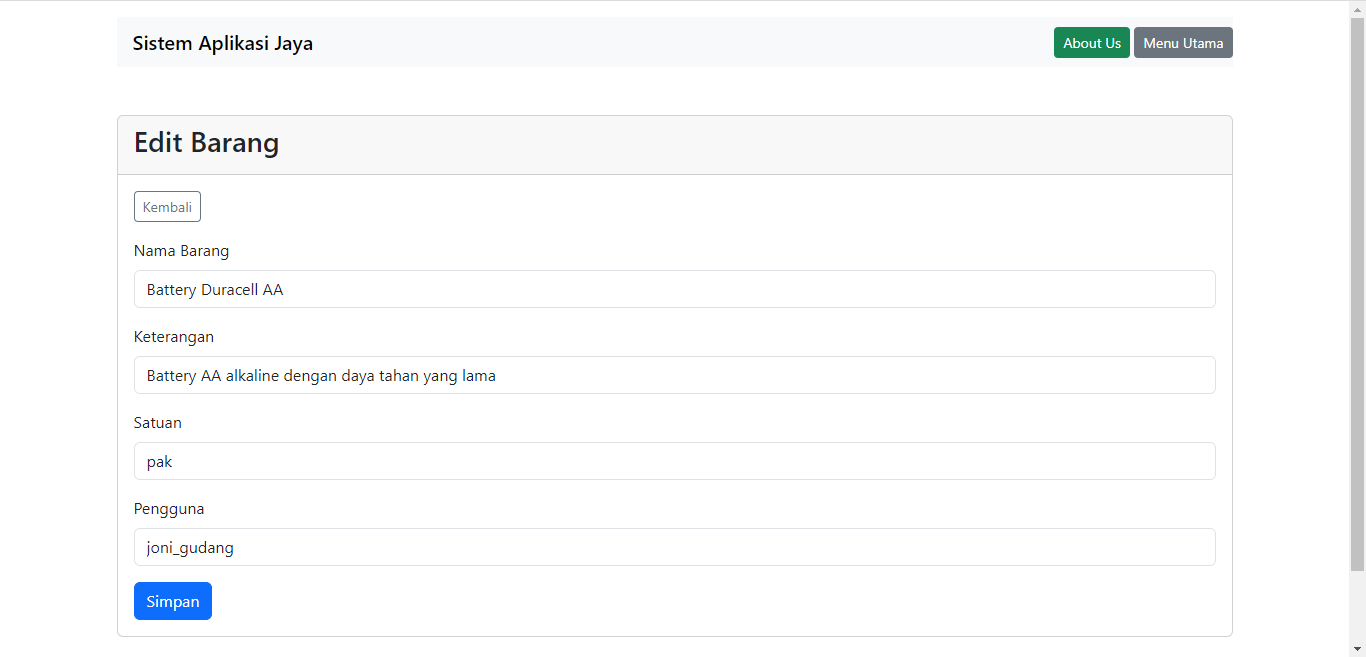 Sistem Aplikasi Jaya
About Us
Menu Utama
Edit Barang
Kembali
Nama Barang
Battery Duracell AA
Keterangan
Battery AA alkaline dengan daya tahan yang lama
Satuan
pak
Pengguna
joni_gudang
Simpan